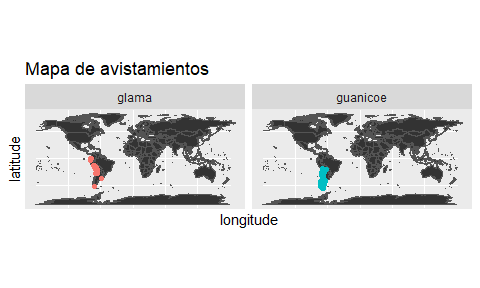 Mapa de avistamientos
glama
guanicoe
latitude
longitude